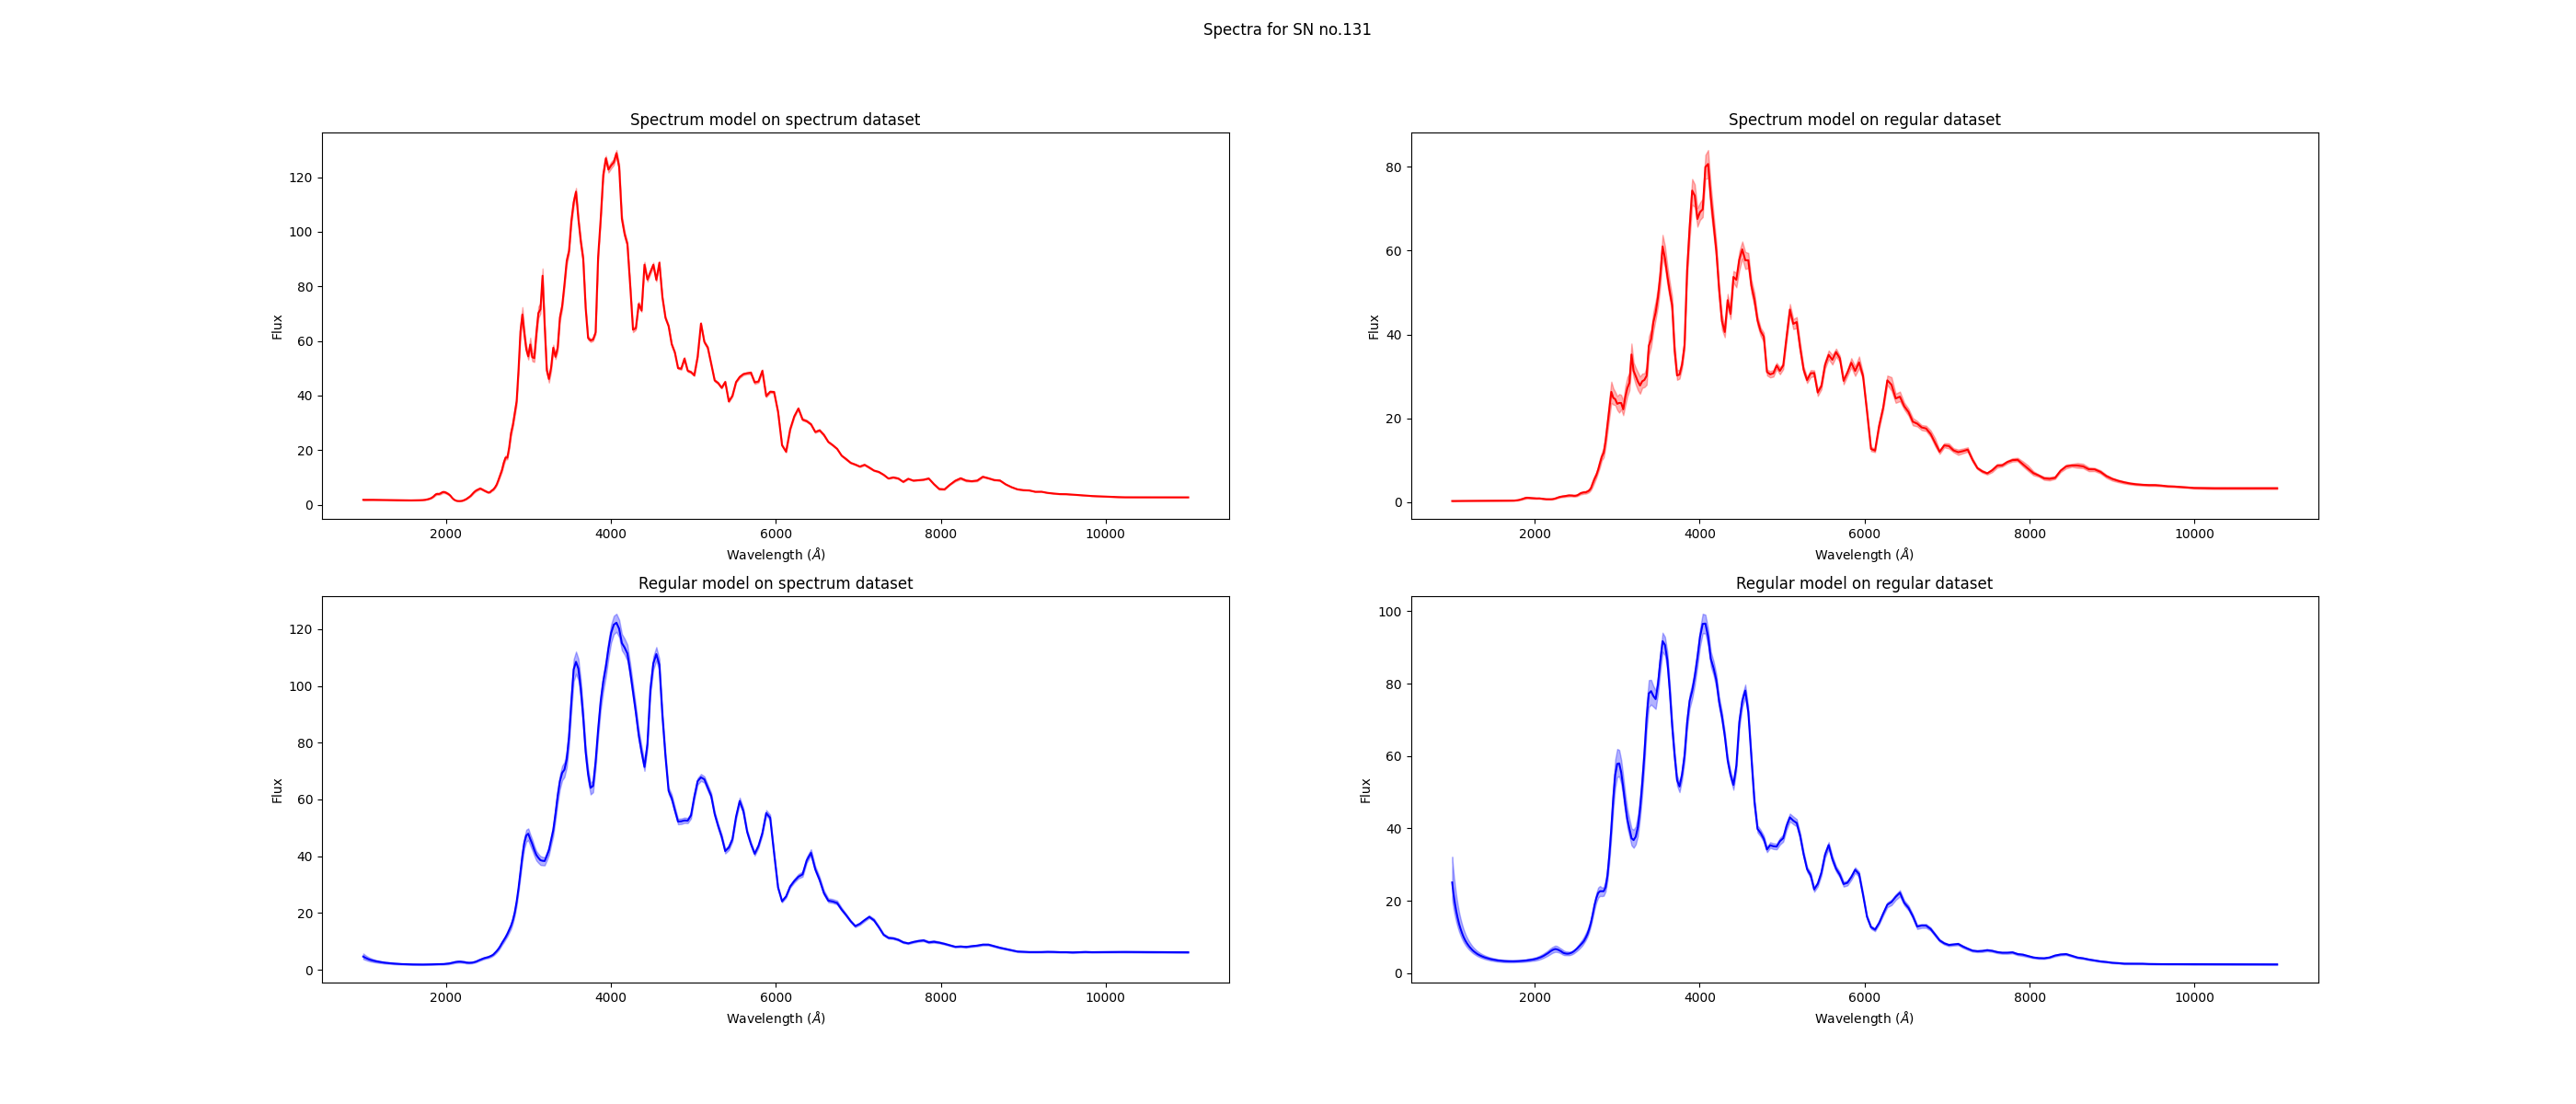 Spectra for SN no.131
Spectrum model on spectrum dataset
120
100
80
60
40
20
0
Flux
2000 4000 6000 8000 10000
Wavelength (Å)
Spectrum model on regular dataset
80
60
40
20
0
Flux
2000 4000 6000 8000 10000
Wavelength (Å)
Regular model on spectrum dataset
120
100
80
60
40
20
0
Flux
2000 4000 6000 8000 10000
Wavelength (Å)
Regular model on regular dataset
100
80
60
40
20
0
Flux
2000 4000 6000 8000 10000
Wavelength (Å)